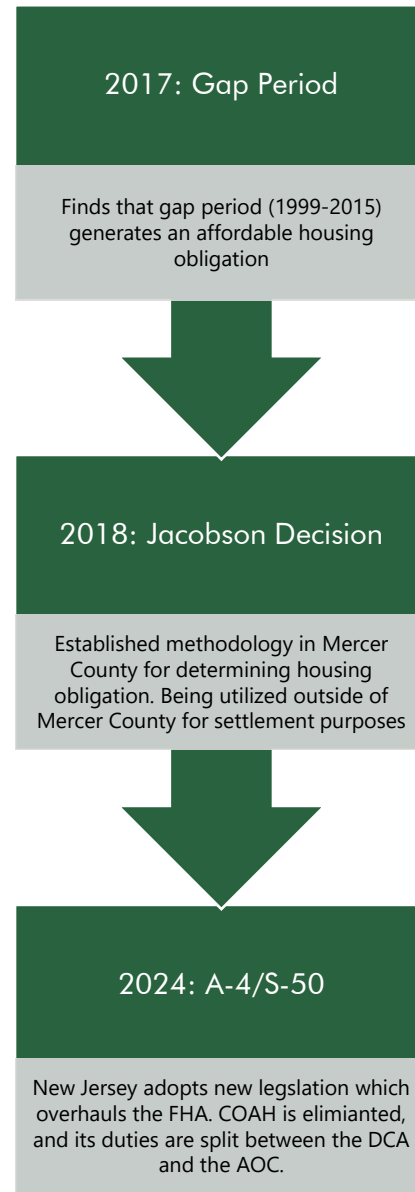 2017: Gap Period
Finds that gap period (1999-2015)
generates an affordable housing
obligation
2018: Jacobson Decision
Established methodology in Mercer
County for determining housing
obligation. Being utilized outside of
Mercer County for settlement purposes
2024: A-4/S-50
New Jersey adopts new legslation which
overhauls the FHA. COAH is elimianted,
and its duties are split between the DCA
and the AOC.